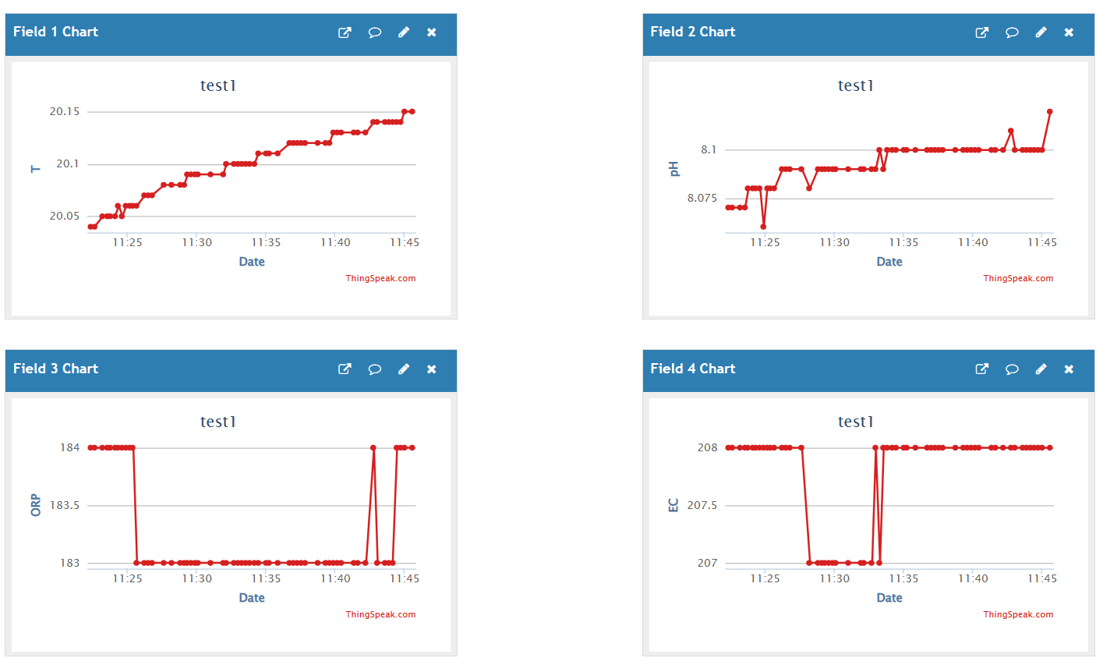 Field 1 Chart
test1
20.15
20.1
20.05
T
11:25 11:30 11:35 11:40 11:45
Date
ThingSpeak.com
Field 2 Chart
test1
8.1
8.075
pH
11:25 11:30 11:35 11:40 11:45
Date
ThingSpeak.com
Field 3 Chart
test1
184
183.5
183
ORP
11:25 11:30 11:35 11:40 11:45
Date
ThingSpeak.com
Field 4 Chart
test1
208
207.5
207
EC
11:25 11:30 11:35 11:40 11:45
Date
ThingSpeak.com